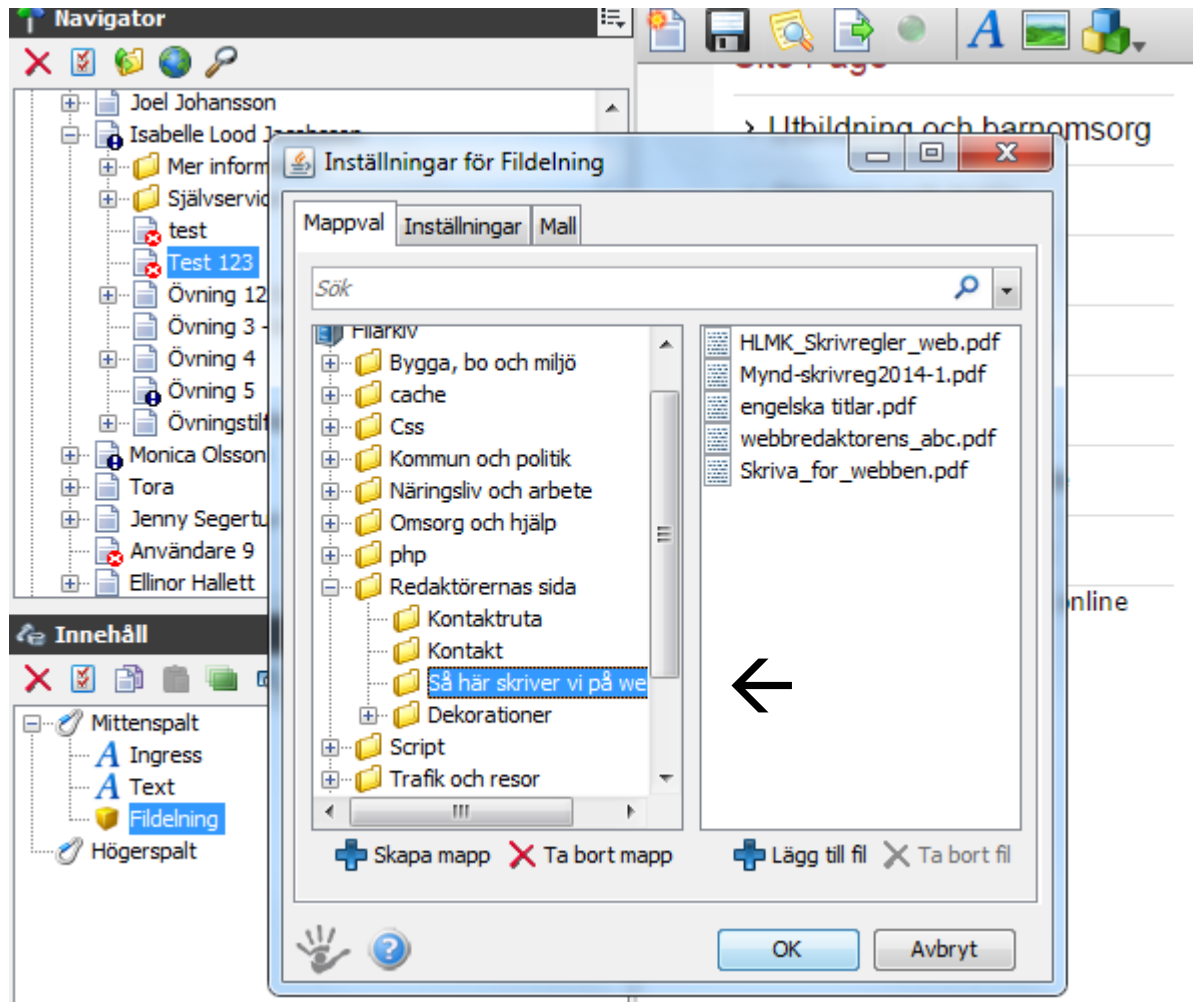 Navigator
Joel Johansson
Isabelle Lood Jacobsson
Mer inform
Självservic
test
Test 123
Övning 12
Övning 3 -
Övning 4
Övning 5
Övningstilf
Monica Olsson
Tora
Jenny Segertu
Användare 9
Ellinor Hallett
Innehåll
Mittenspalt
A Ingress
A Text
Fildelning
Högerspalt
A
Utbildning och barnomsorg
online
Inställningar för Fildelning
Mappval Inställningar Mall
Sök
Filarkiv
Bygga, bo och miljö
cache
Css
Kommun och politik
Näringsliv och arbete
Omsorg och hjälp
php
Redaktörernas sida
Kontaktruta
Kontakt
Så här skriver vi på we
Dekorationer
Script
Trafik och resor
HLMK_Skrivregler_web.pdf
Mynd-skrivreg2014-1.pdf
engelska titlar.pdf
webbredaktorens_abc.pdf
Skriva_for_webben.pdf
Skapa mapp Ta bort mapp
Lägg till fil Ta bort fil
OK Avbryt